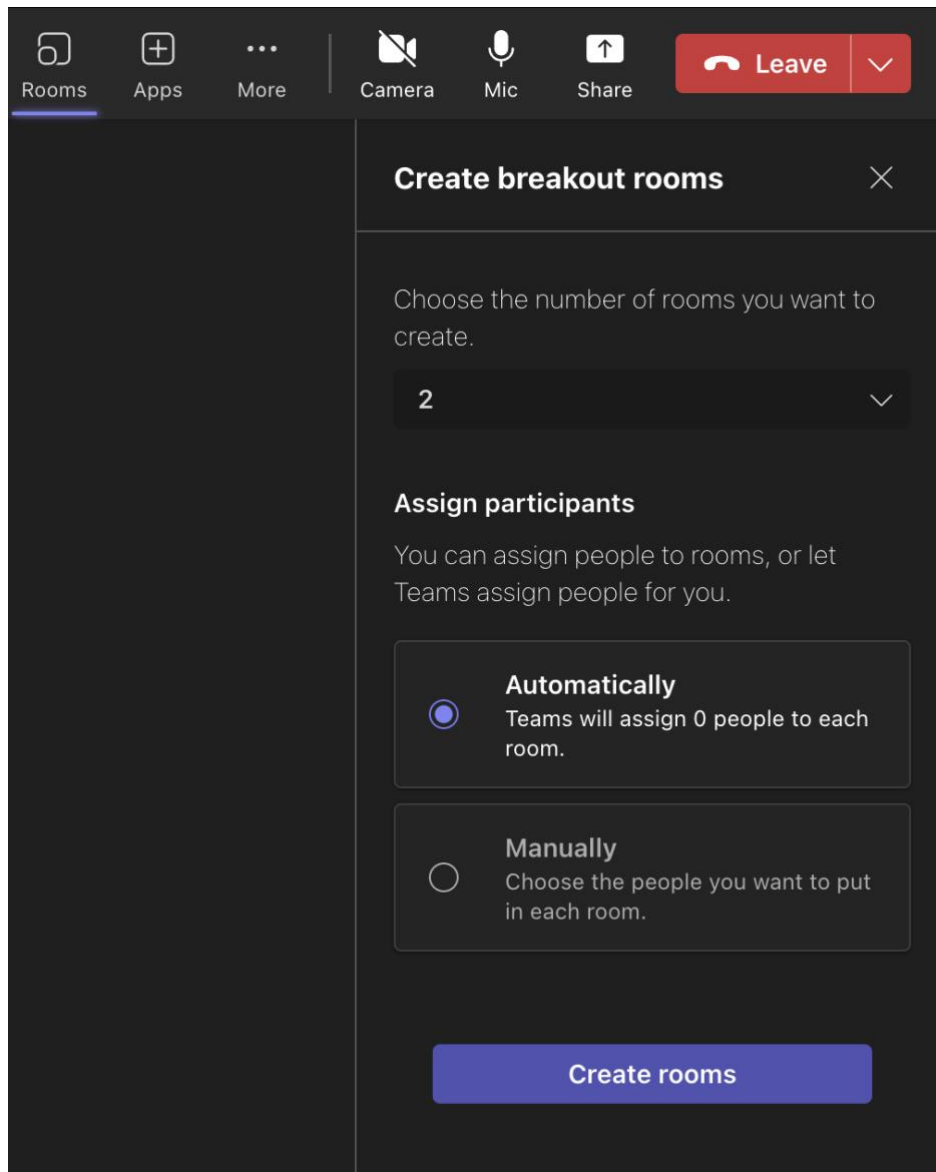 Rooms Apps More Camera Mic Share Leave
Create breakout rooms
Choose the number of rooms you want to
create.
2
Assign participants
You can assign people to rooms, or let
Teams assign people for you.
Automatically
Teams will assign 0 people to each
room.
Manually
Choose the people you want to put
in each room.
Create rooms